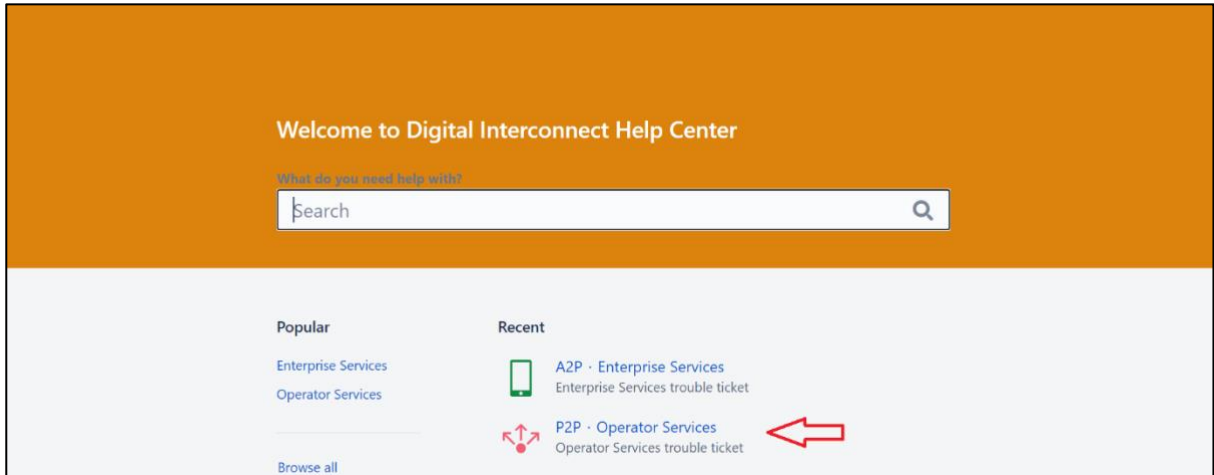 Welcome to Digital Interconnect Help Center
What do you need help with?
Search
Popular
Enterprise Services
Operator Services
Browse all
Recent
A2P · Enterprise Services
Enterprise Services trouble ticket
P2P · Operator Services
Operator Services trouble ticket